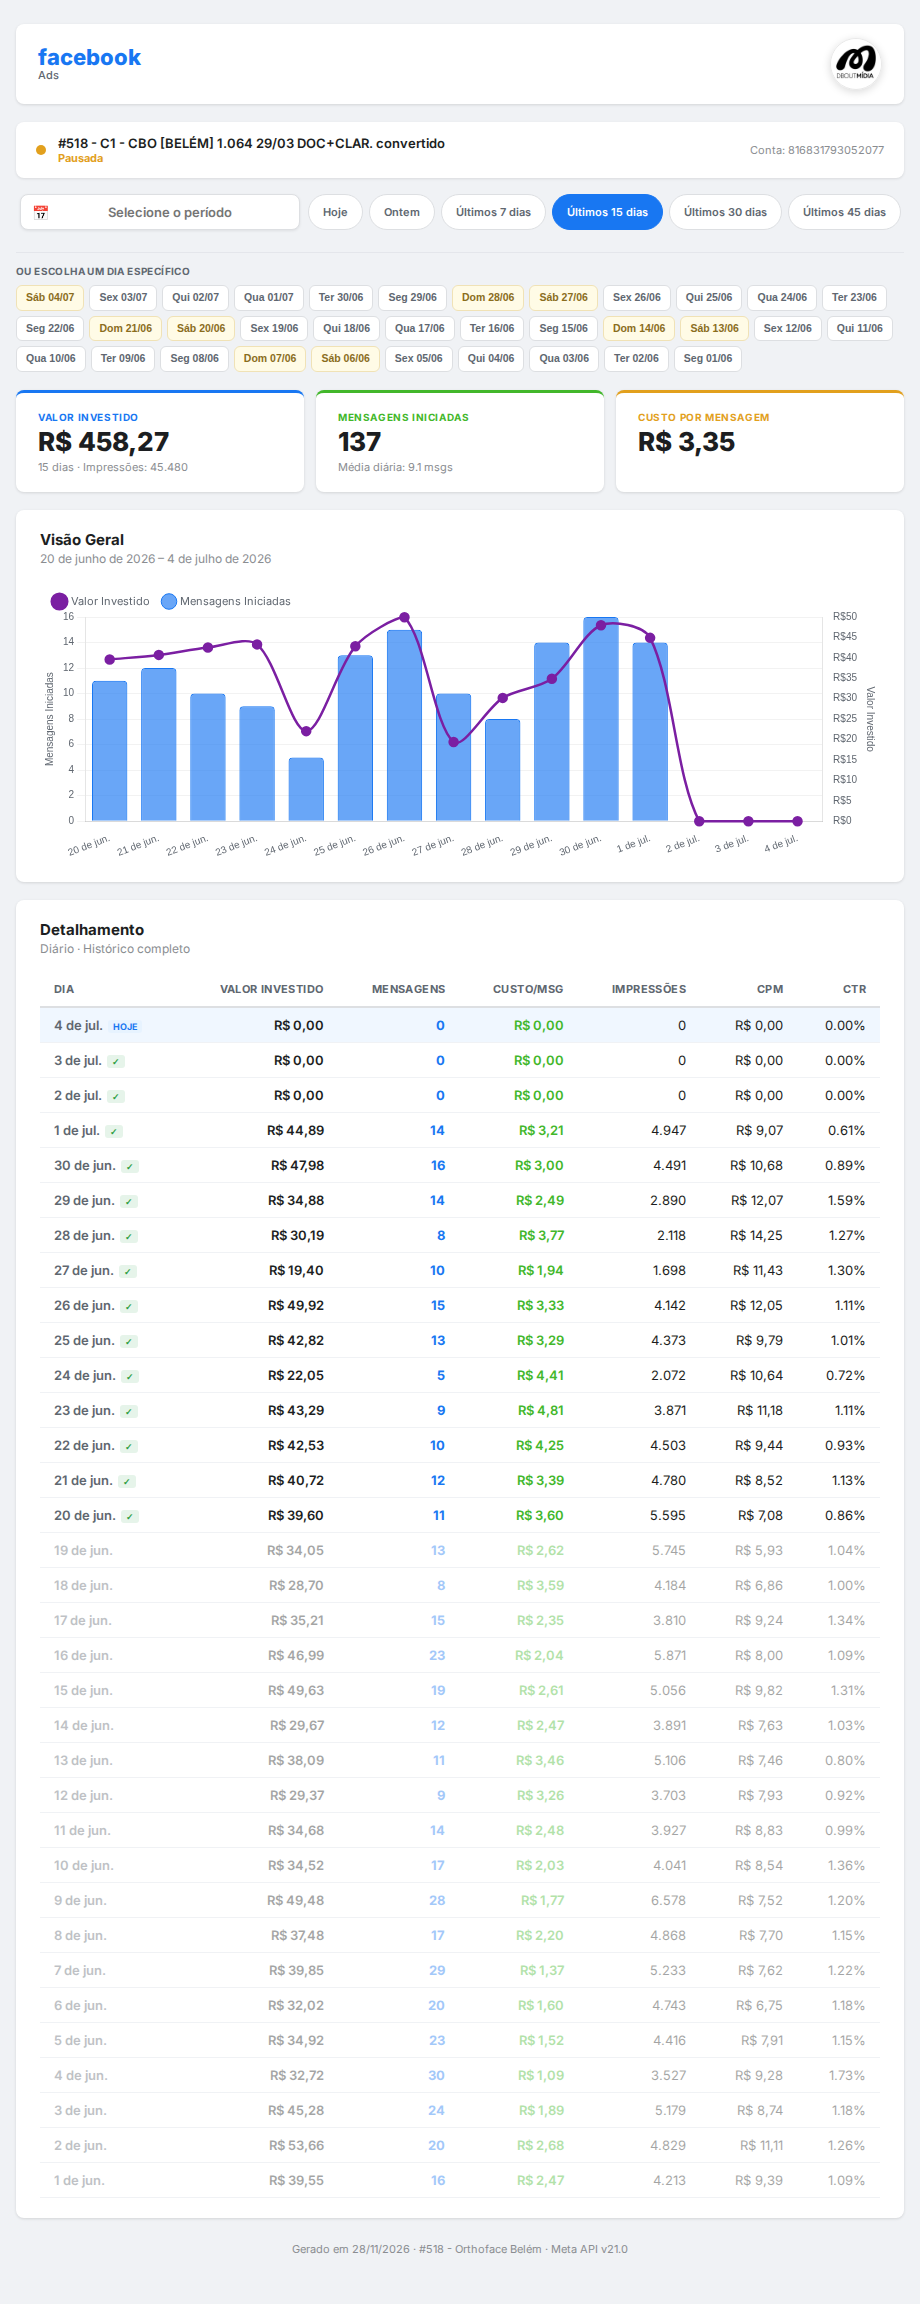 facebook
Ads
DBOUTMÍDIA
#518 - C1 - CBO [BELÉM] 1.064 29/03 DOC+CLAR. convertido
Pausada
Conta: 816831793052077
📅 Selecione o período
Hoje Ontem Últimos 7 dias Últimos 15 dias Últimos 30 dias Últimos 45 dias
OU ESCOLHA UM DIA ESPECÍFICO
Sáb 04/07 Sex 03/07 Qui 02/07 Qua 01/07 Ter 30/06 Seg 29/06 Dom 28/06 Sáb 27/06 Sex 26/06 Qui 25/06 Qua 24/06 Ter 23/06
Seg 22/06 Dom 21/06 Sáb 20/06 Sex 19/06 Qui 18/06 Qua 17/06 Ter 16/06 Seg 15/06 Dom 14/06 Sáb 13/06 Sex 12/06 Qui 11/06
Qua 10/06 Ter 09/06 Seg 08/06 Dom 07/06 Sáb 06/06 Sex 05/06 Qui 04/06 Qua 03/06 Ter 02/06 Seg 01/06
VALOR INVESTIDO
R$ 458,27
15 dias · Impressões: 45.480
MENSAGENS INICIADAS
137
Média diária: 9.1 msgs
CUSTO POR MENSAGEM
R$ 3,35
Visão Geral
20 de junho de 2026 – 4 de julho de 2026
Valor Investido Mensagens Iniciadas
Mensagens Iniciadas
16
14
12
10
8
6
4
2
0
R$50
R$45
R$40
R$35
R$30
R$25
R$20
R$15
R$10
R$5
R$0
Valor Investido
20 de jun. 21 de jun. 22 de jun. 23 de jun. 24 de jun. 25 de jun. 26 de jun. 27 de jun. 28 de jun. 29 de jun. 30 de jun. 1 de jul. 2 de jul. 3 de jul. 4 de jul.
Detalhamento
Diário · Histórico completo
DIA VALOR INVESTIDO MENSAGENS CUSTO/MSG IMPRESSÕES CPM CTR
4 de jul. HOJE R$ 0,00 0 R$ 0,00 0 R$ 0,00 0.00%
3 de jul. ✓ R$ 0,00 0 R$ 0,00 0 R$ 0,00 0.00%
2 de jul. ✓ R$ 0,00 0 R$ 0,00 0 R$ 0,00 0.00%
1 de jul. ✓ R$ 44,89 14 R$ 3,21 4.947 R$ 9,07 0.61%
30 de jun. ✓ R$ 47,98 16 R$ 3,00 4.491 R$ 10,68 0.89%
29 de jun. ✓ R$ 34,88 14 R$ 2,49 2.890 R$ 12,07 1.59%
28 de jun. ✓ R$ 30,19 8 R$ 3,77 2.118 R$ 14,25 1.27%
27 de jun. ✓ R$ 19,40 10 R$ 1,94 1.698 R$ 11,43 1.30%
26 de jun. ✓ R$ 49,92 15 R$ 3,33 4.142 R$ 12,05 1.11%
25 de jun. ✓ R$ 42,82 13 R$ 3,29 4.373 R$ 9,79 1.01%
24 de jun. ✓ R$ 22,05 5 R$ 4,41 2.072 R$ 10,64 0.72%
23 de jun. ✓ R$ 43,29 9 R$ 4,81 3.871 R$ 11,18 1.11%
22 de jun. ✓ R$ 42,53 10 R$ 4,25 4.503 R$ 9,44 0.93%
21 de jun. ✓ R$ 40,72 12 R$ 3,39 4.780 R$ 8,52 1.13%
20 de jun. ✓ R$ 39,60 11 R$ 3,60 5.595 R$ 7,08 0.86%
19 de jun. R$ 34,05 13 R$ 2,62 5.745 R$ 5,93 1.04%
18 de jun. R$ 28,70 8 R$ 3,59 4.184 R$ 6,86 1.00%
17 de jun. R$ 35,21 15 R$ 2,35 3.810 R$ 9,24 1.34%
16 de jun. R$ 46,99 23 R$ 2,04 5.871 R$ 8,00 1.09%
15 de jun. R$ 49,63 19 R$ 2,61 5.056 R$ 9,82 1.31%
14 de jun. R$ 29,67 12 R$ 2,47 3.891 R$ 7,63 1.03%
13 de jun. R$ 38,09 11 R$ 3,46 5.106 R$ 7,46 0.80%
12 de jun. R$ 29,37 9 R$ 3,26 3.703 R$ 7,93 0.92%
11 de jun. R$ 34,68 14 R$ 2,48 3.927 R$ 8,83 0.99%
10 de jun. R$ 34,52 17 R$ 2,03 4.041 R$ 8,54 1.36%
9 de jun. R$ 49,48 28 R$ 1,77 6.578 R$ 7,52 1.20%
8 de jun. R$ 37,48 17 R$ 2,20 4.868 R$ 7,70 1.15%
7 de jun. R$ 39,85 29 R$ 1,37 5.233 R$ 7,62 1.22%
6 de jun. R$ 32,02 20 R$ 1,60 4.743 R$ 6,75 1.18%
5 de jun. R$ 34,92 23 R$ 1,52 4.416 R$ 7,91 1.15%
4 de jun. R$ 32,72 30 R$ 1,09 3.527 R$ 9,28 1.73%
3 de jun. R$ 45,28 24 R$ 1,89 5.179 R$ 8,74 1.18%
2 de jun. R$ 53,66 20 R$ 2,68 4.829 R$ 11,11 1.26%
1 de jun. R$ 39,55 16 R$ 2,47 4.213 R$ 9,39 1.09%
Gerado em 28/11/2026 · #518 - Orthoface Belém · Meta API v21.0